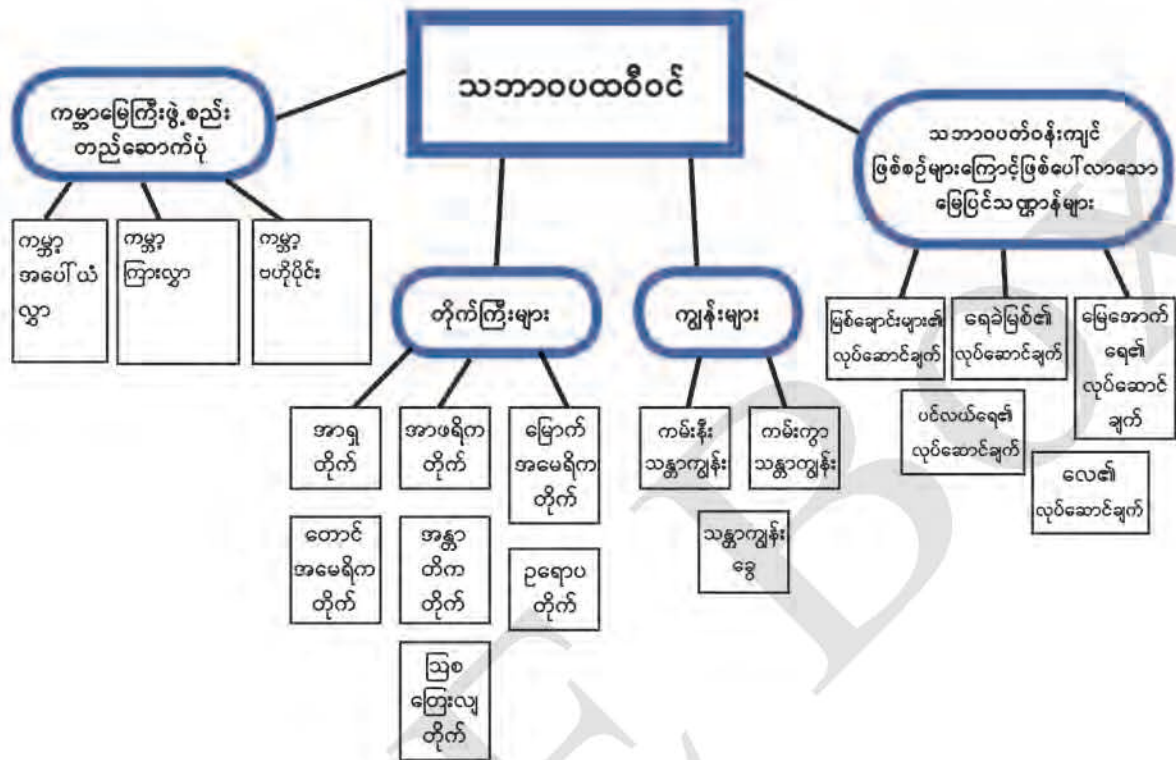 သဘာဝပထဝီဝင်
ကမ္ဘာမြေကြီးဖွဲ့စည်း
တည်ဆောက်ပုံ
ကမ္ဘာ့
အပေါ်ယံ
လွှာ
ကမ္ဘာ့
ကြားလွှာ
ကမ္ဘာ့
ဗဟိုပိုင်း
တိုက်ကြီးများ
အာရှ
တိုက်
အာဖရိက
တိုက်
မြောက်
အမေရိက
တိုက်
တောင်
အမေရိက
တိုက်
အန္တာ
တိက
တိုက်
ဥရောပ
တိုက်
ဩစ
တြေးလျ
တိုက်
ကျွန်းများ
ကမ်းနီး
သန္တာကျွန်း
ကမ်းကွာ
သန္တာကျွန်း
သန္တာကျွန်း
ခွေ
သဘာဝပတ်ဝန်းကျင်
ဖြစ်စဉ်များကြောင့်ဖြစ်ပေါ်လာသော
မြေပြင်သဏ္ဌာန်များ
မြစ်ချောင်းများ၏
လုပ်ဆောင်ချက်
ရေခဲမြစ်၏
လုပ်ဆောင်ချက်
မြေအောက်
ရေ၏
လုပ်ဆောင်
ချက်
ပင်လယ်ရေ၏
လုပ်ဆောင်ချက်
လေ၏
လုပ်ဆောင်ချက်